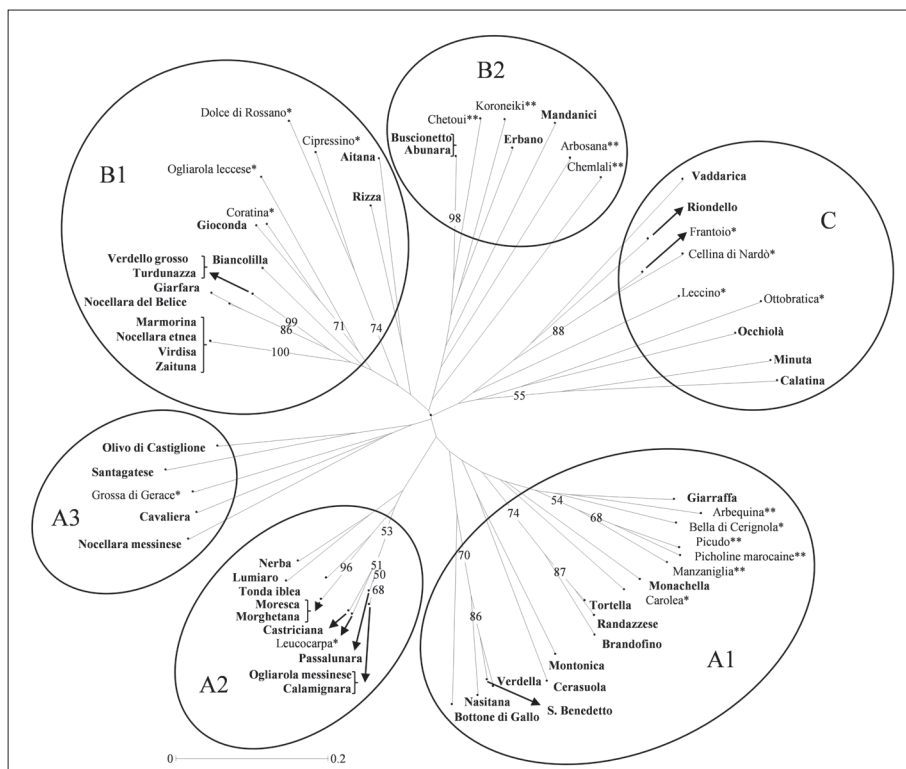 B1
Dolce di Rossano*
Cipressino*
Aitana
Ogliarola leccese*
Rizza
Coratina*
Gioconda
Verdello grosso
Turdunazza
Biancolilla
Giarfara
Nocellara del Belice
Marmorina
Nocellara etnea
Virdisa
Zaituna
99
86
71
74
100
B2
Koroneiki**
Chetoui**
Mandanici
Buscionetto
Abunara
Erbano
Arbosana**
Chemlali**
98
C
Vaddarica
Riondello
Frantoio*
Cellina di Nardò*
Leccino*
Ottobratica*
Occhiolà
Minuta
Calatina
88
55
A3
Olivo di Castiglione
Santagatese
Grossa di Gerace*
Cavaliera
Nocellara messinese
A2
53
Nerba
96
51
50
Lumiaro
68
Tonda iblea
Moresca
Morghetana
Castriciana
Leucocarpa*
Passalunara
Ogliarola messinese
Calamignara
A1
54
Giarraffa
74
68
Arbequina**
Bella di Cerignola*
Picudo**
Picholine marocaine**
Manzaniglia**
70
87
Monachella
Carolea*
Tortella
86
Randazzese
Brandofino
Montonica
Verdella
Cerasuola
Nasitana
S. Benedetto
Bottone di Gallo
0
0.2